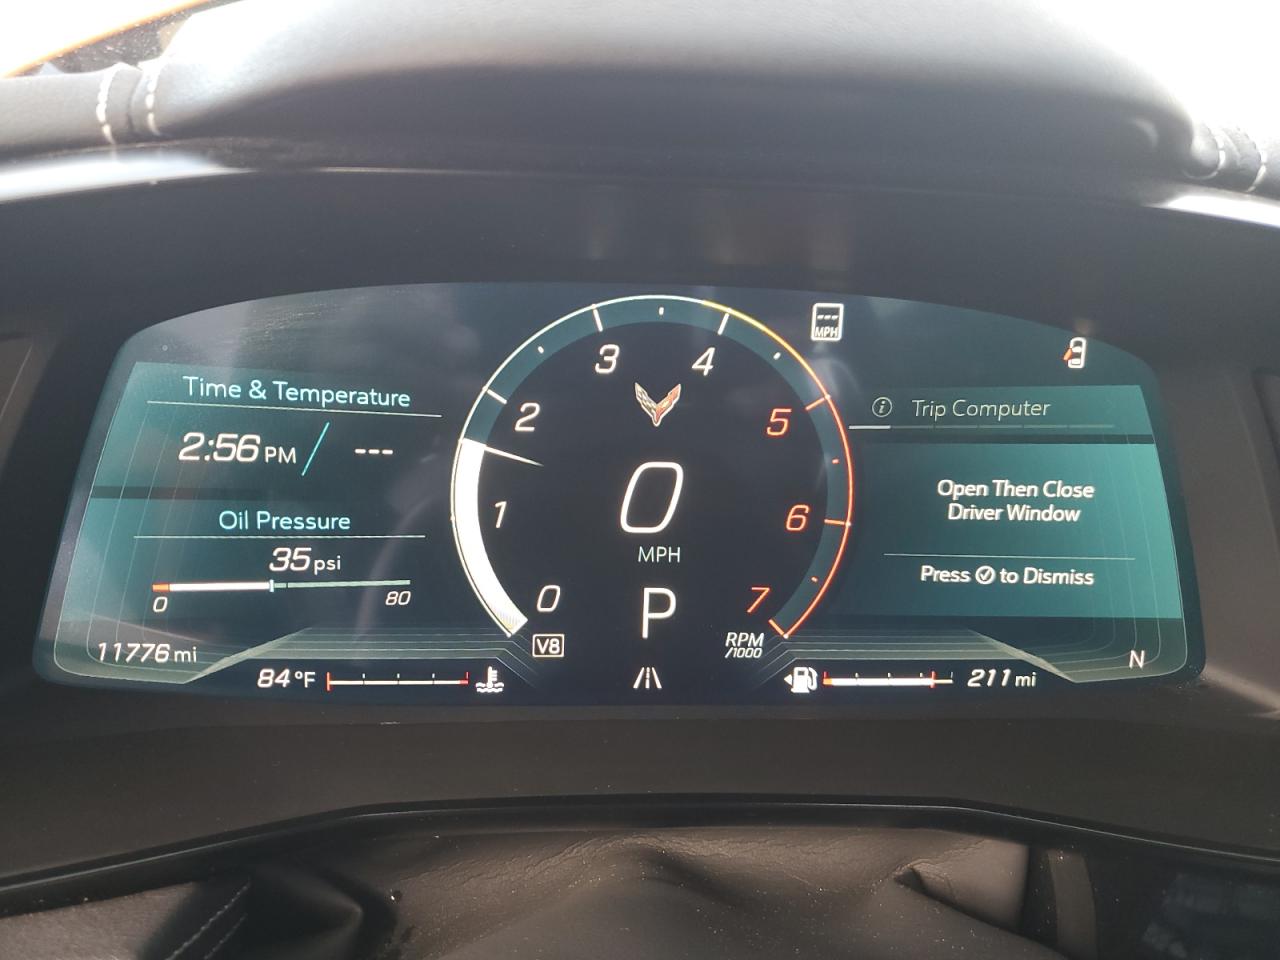 Time & Temperature
2:56 PM / ---
Oil Pressure
35 psi
0 80
11776 mi
84 °F
0
1
2
3
4
5
6
7
0
MPH
P
V8
RPM
/1000
---
MPH
i Trip Computer
Open Then Close
Driver Window
Press ✓ to Dismiss
N
211 mi